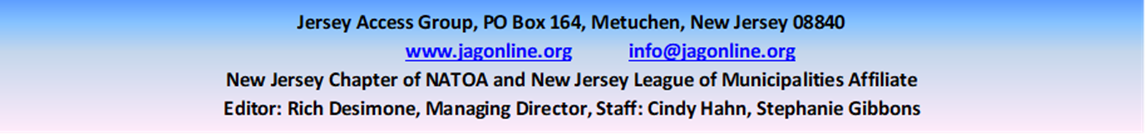 Jersey Access Group, PO Box 164, Metuchen, New Jersey 08840
www.jagonline.org info@jagonline.org
New Jersey Chapter of NATOA and New Jersey League of Municipalities Affiliate
Editor: Rich Desimone, Managing Director, Staff: Cindy Hahn, Stephanie Gibbons